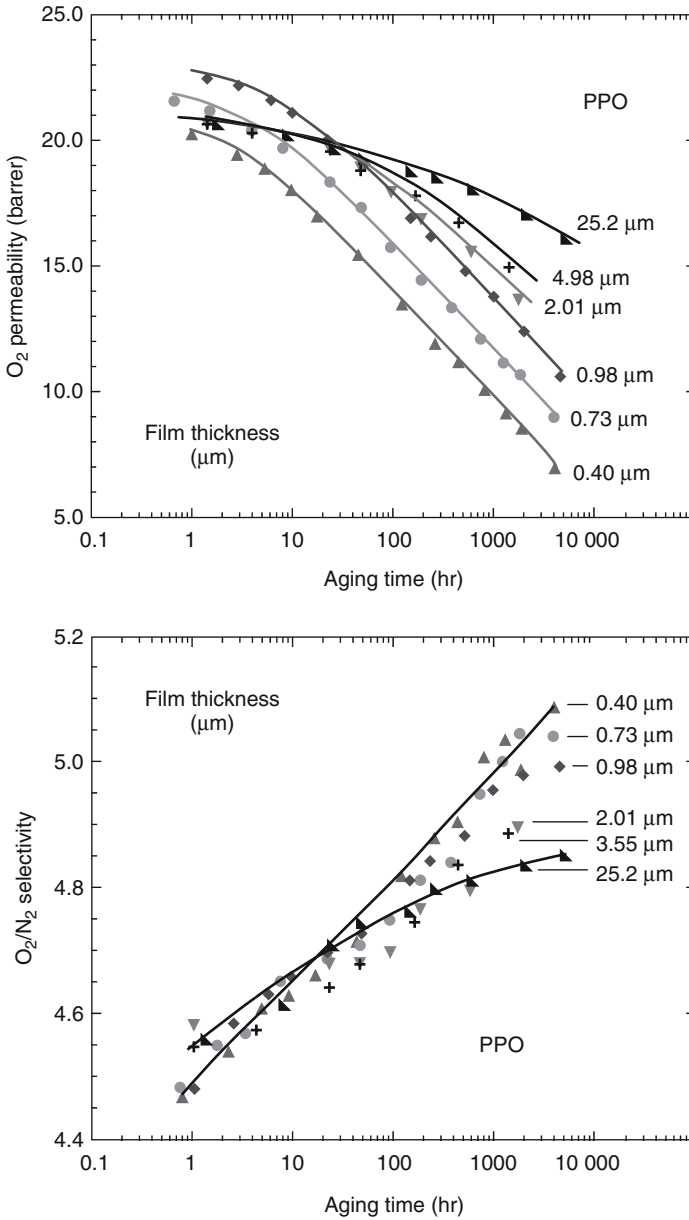 25.0
PPO
20.0
O₂ permeability (barrer)
15.0
10.0
5.0
25.2 μm
4.98 μm
2.01 μm
0.98 μm
0.73 μm
0.40 μm
Film thickness
(μm)
0.1 1 10 100 1000 10 000
Aging time (hr)
5.2
Film thickness
(μm)
0.40 μm
0.73 μm
0.98 μm
2.01 μm
3.55 μm
25.2 μm
5.0
O₂/N₂ selectivity
4.8
4.6
PPO
4.4
0.1 1 10 100 1000 10 000
Aging time (hr)